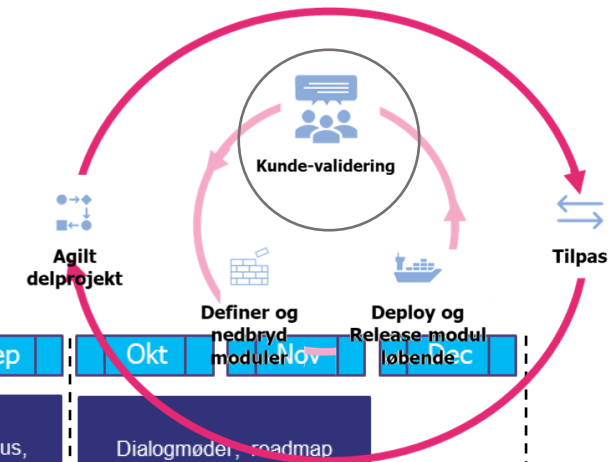 Kunde-validering
Agilt
delprojekt
Tilpas
Definer og
nedbryd
moduler
Deploy og
Release modul
løbende
ep
Okt
Nov
Dec
us,
Dialogmøder, roadmap